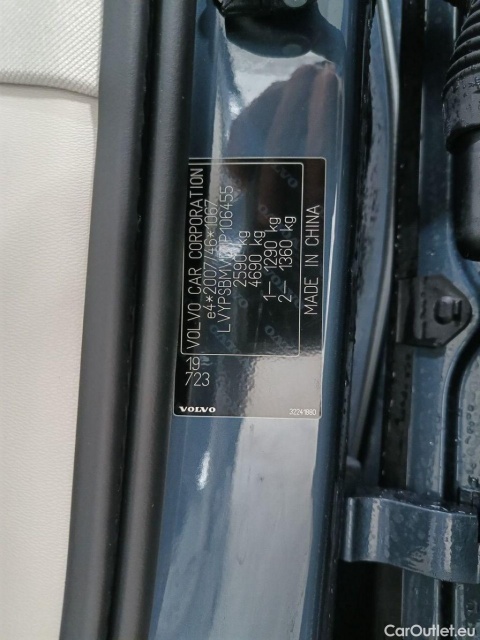 VOLVO CAR CORPORATION
e4*2007/46*1067
2590 kg
4690 kg
1– 1290 kg
2– 1360 kg
MADE IN CHINA
19
723
VOLVO
32241880
CarOutlet.eu